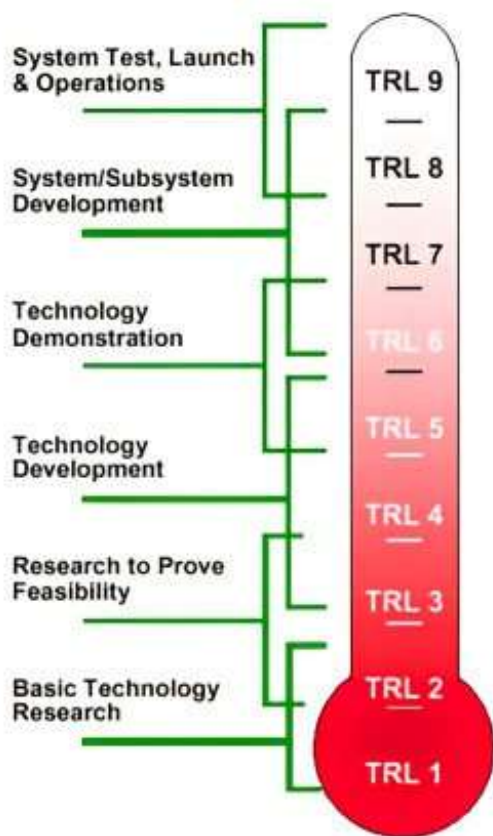 System Test, Launch
& Operations
System/Subsystem
Development
Technology
Demonstration
Technology
Development
Research to Prove
Feasibility
Basic Technology
Research
TRL 9
TRL 8
TRL 7
TRL 6
TRL 5
TRL 4
TRL 3
TRL 2
TRL 1